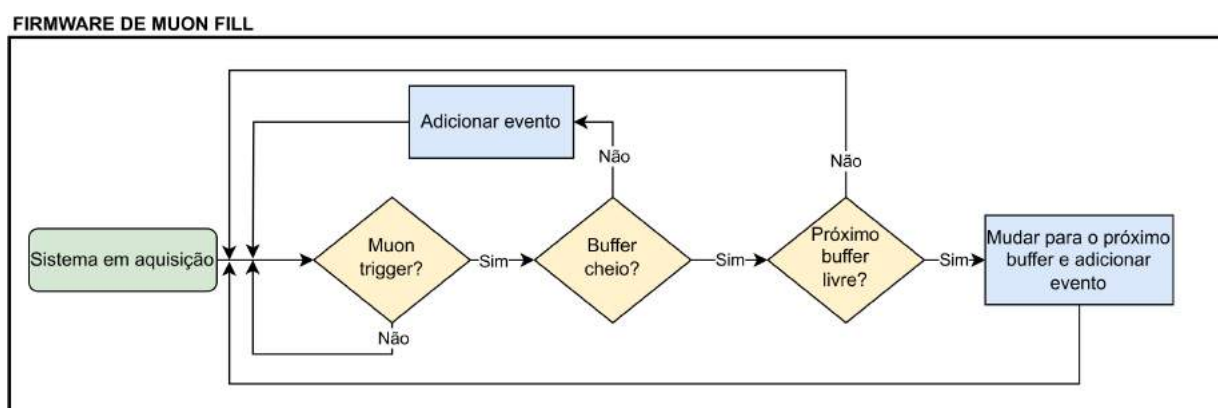 FIRMWARE DE MUON FILL
Adicionar evento
Não
Não
Sistema em aquisição
Muon
trigger?
Sim
Buffer
cheio?
Sim
Próximo
buffer
livre?
Sim
Mudar para o próximo
buffer e adicionar
evento
Não